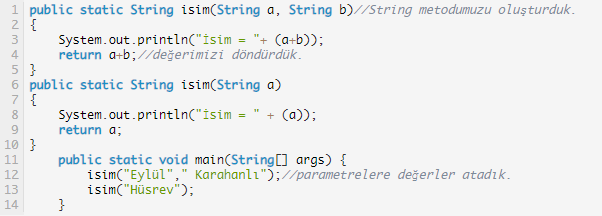 1 public static String isim(String a, String b)//String metodumuzu oluşturduk.
2 {
3 System.out.println("İsim = "+ (a+b));
4 return a+b;//değerimizi döndürdük.
5 }
6 public static String isim(String a)
7 {
8 System.out.println("İsim = " + (a));
9 return a;
10 }
11 public static void main(String[] args) {
12 isim("Eylül"," Karahanlı");//parametrelere değerler atadık.
13 isim("Hüsrev");
14 }